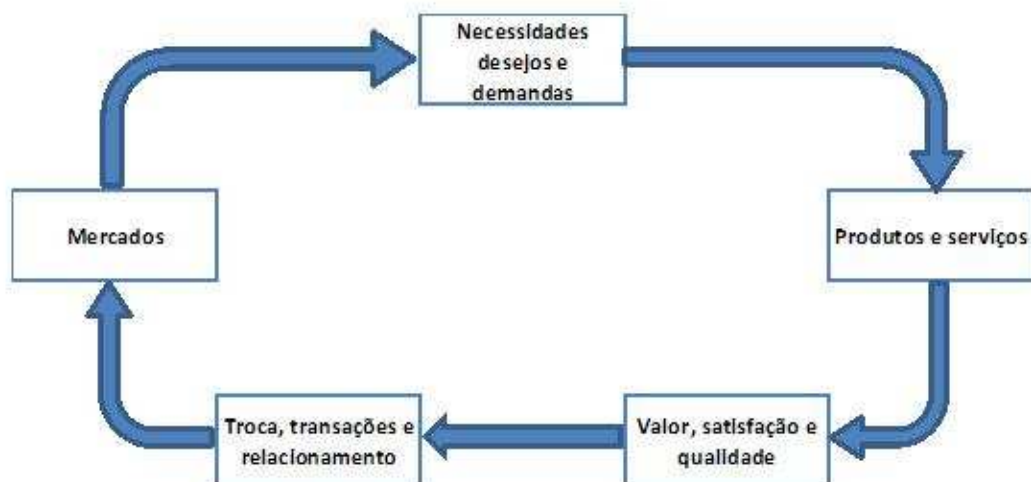 Necessidades
desejos e
demandas
Mercados
Produtos e serviços
Troca, transações e
relacionamento
Valor, satisfação e
qualidade